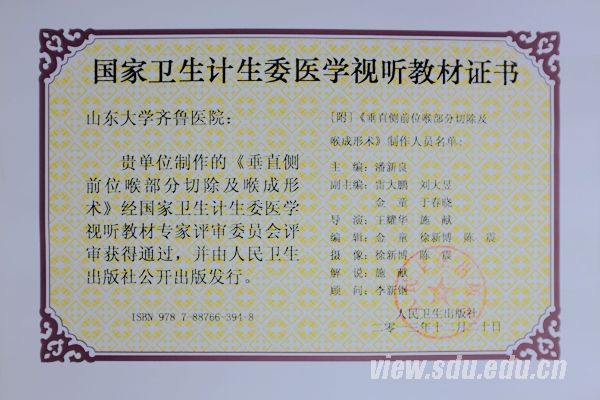 国家卫生计生委医学视听教材证书
山东大学齐鲁医院：
贵单位制作的《垂直侧
前位喉部分切除及喉成形
术》经国家卫生计生委医学
视听教材专家评审委员会评
审获得通过，并由人民卫生
出版社公开出版发行。
ISBN 978 7-88766-394-8
[附]《垂直侧前位喉部分切除及
喉成形术》制作人员名单：
主编：潘新良
副主编：雷大鹏 刘大昱
金童 于春晓
导演：王耀华 施献
编辑：金童 徐新博 陈震
摄像：徐新博 陈震
解说：施献
顾问：李新钢
人民卫生出版社
二零一三年十二月二十日
view.sdu.edu.cn